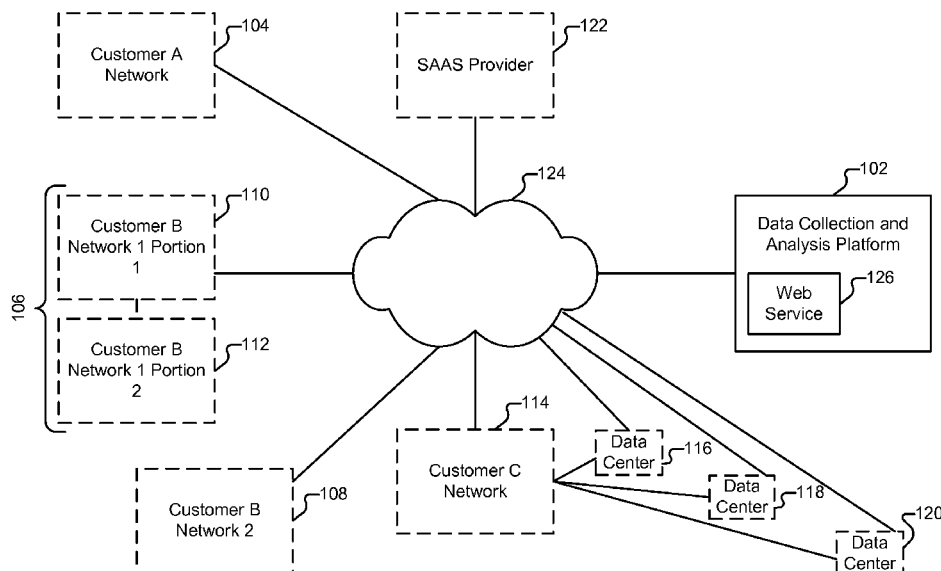 Customer A
Network
104
SAAS Provider
122
124
102
Data Collection and
Analysis Platform
Web
Service
126
106
Customer B
Network 1 Portion
1
110
Customer B
Network 1 Portion
2
112
Customer B
Network 2
108
Customer C
Network
114
Data
Center
116
Data
Center
118
Data
Center
120